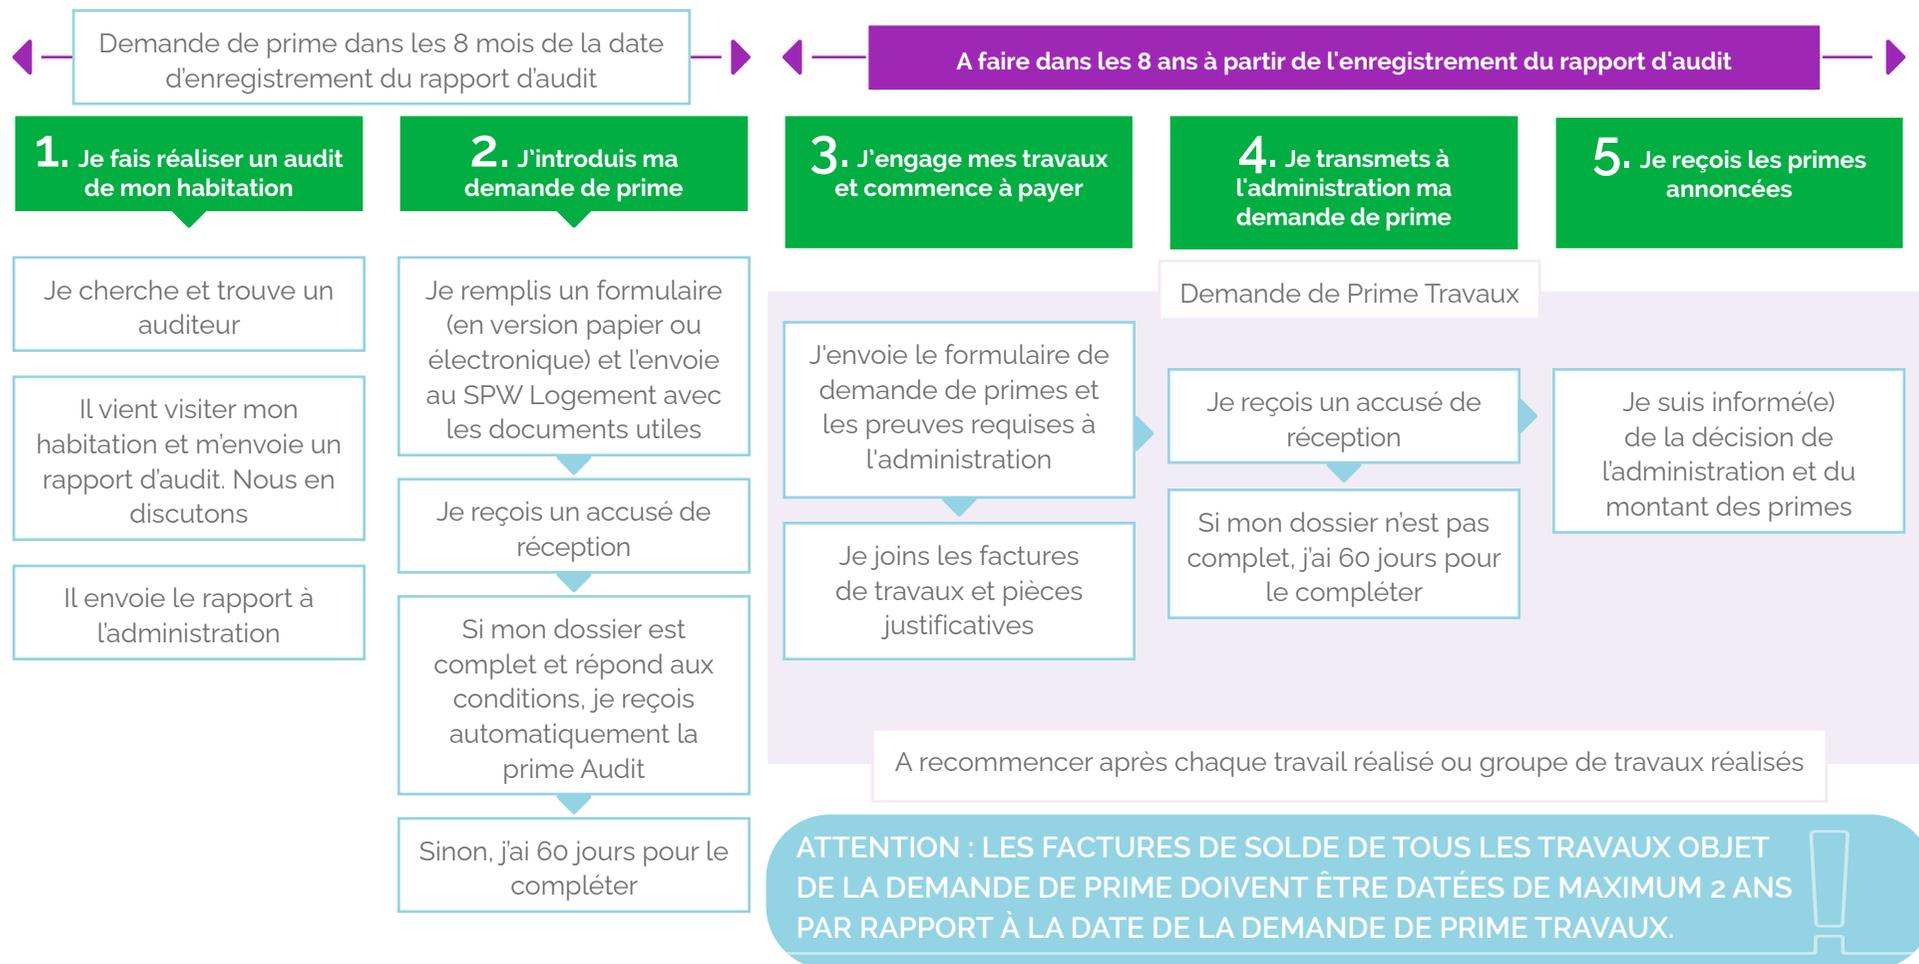 Demande de prime dans les 8 mois de la date
d’enregistrement du rapport d’audit
A faire dans les 8 ans à partir de l'enregistrement du rapport d'audit
1. Je fais réaliser un audit
de mon habitation
Je cherche et trouve un
auditeur
Il vient visiter mon
habitation et m’envoie un
rapport d’audit. Nous en
discutons
Il envoie le rapport à
l’administration
2. J’introduis ma
demande de prime
Je remplis un formulaire
(en version papier ou
électronique) et l’envoie
au SPW Logement avec
les documents utiles
Je reçois un accusé de
réception
Si mon dossier est
complet et répond aux
conditions, je reçois
automatiquement la
prime Audit
Sinon, j’ai 60 jours pour le
compléter
3. J’engage mes travaux
et commence à payer
4. Je transmets à
l'administration ma
demande de prime
5. Je reçois les primes
annoncées
Demande de Prime Travaux
J'envoie le formulaire de
demande de primes et
les preuves requises à
l'administration
Je joins les factures
de travaux et pièces
justificatives
Je reçois un accusé de
réception
Si mon dossier n’est pas
complet, j’ai 60 jours pour
le compléter
Je suis informé(e)
de la décision de
l’administration et du
montant des primes
A recommencer après chaque travail réalisé ou groupe de travaux réalisés
ATTENTION : LES FACTURES DE SOLDE DE TOUS LES TRAVAUX OBJET
DE LA DEMANDE DE PRIME DOIVENT ÊTRE DATÉES DE MAXIMUM 2 ANS
PAR RAPPORT À LA DATE DE LA DEMANDE DE PRIME TRAVAUX.
!